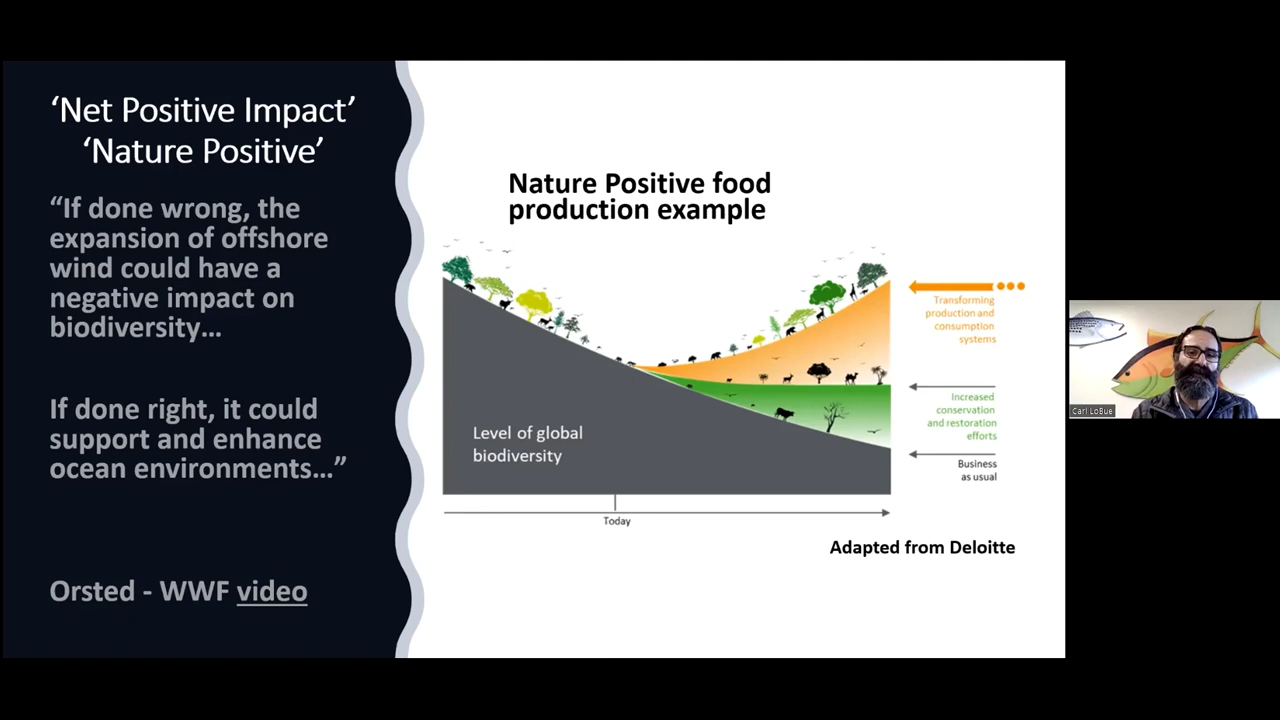 ‘Net Positive Impact’
‘Nature Positive’
“If done wrong, the
expansion of offshore
wind could have a
negative impact on
biodiversity…
If done right, it could
support and enhance
ocean environments…”
Orsted - WWF video
Nature Positive food
production example
Transforming
production and
consumption
systems
Increased
conservation
and restoration
efforts
Business
as usual
Level of global
biodiversity
Today
Adapted from Deloitte
Carl LoBue